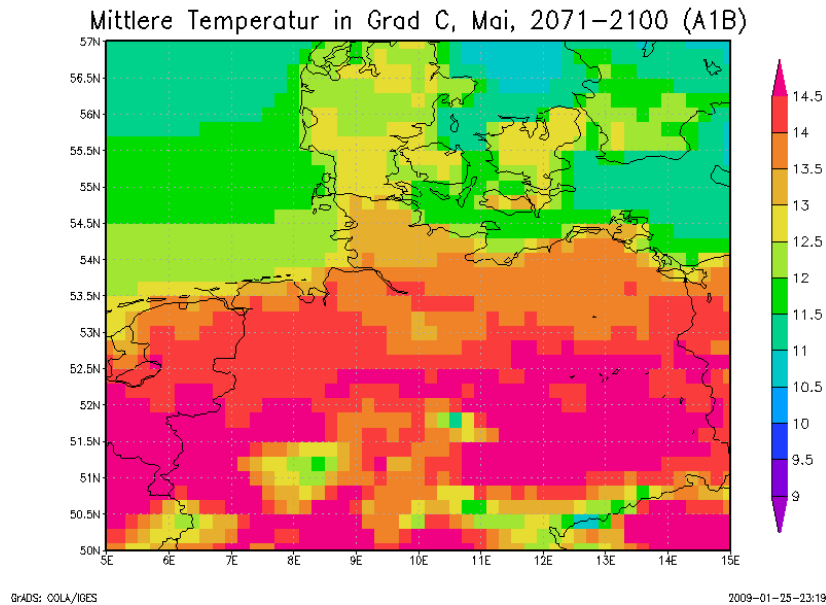 Mittlere Temperatur in Grad C, Mai, 2071–2100 (A1B)
57N
56.5N
56N
55.5N
55N
54.5N
54N
53.5N
53N
52.5N
52N
51.5N
51N
50.5N
50N
5E 6E 7E 8E 9E 10E 11E 12E 13E 14E 15E
14.5
14
13.5
13
12.5
12
11.5
11
10.5
10
9.5
9
GrADS: COLA/IGES
2009-01-25-23:19